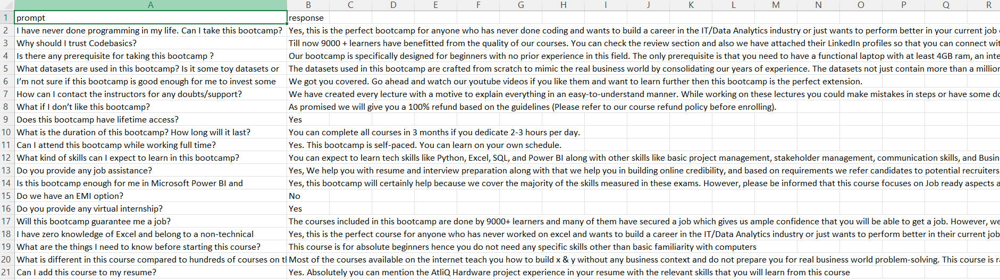 A B C D E F G H I J K L M N O P Q R
1 prompt response
2 I have never done programming in my life. Can I take this bootcamp? Yes, this is the perfect bootcamp for anyone who has never done coding and wants to build a career in the IT/Data Analytics industry or just wants to perform better in your current job
3 Why should I trust Codebasics? Till now 9000 + learners have benefitted from the quality of our courses. You can check the review section and also we have attached their LinkedIn profiles so that you can connect wit
4 Is there any prerequisite for taking this bootcamp ? Our bootcamp is specifically designed for beginners with no prior experience in this field. The only prerequisite is that you need to have a functional laptop with at least 4GB ram, an inte
5 What datasets are used in this bootcamp? Is it some toy datasets or The datasets used in this bootcamp are crafted from scratch to mimic the real business world by consolidating our years of experience. The datasets not just contain more than a million
6 I’m not sure if this bootcamp is good enough for me to invest some We got you covered. Go ahead and watch our youtube videos if you like them and want to learn further then this bootcamp is the perfect extension.
7 How can I contact the instructors for any doubts/support? We have created every lecture with a motive to explain everything in an easy-to-understand manner. While working on these lectures you could make mistakes in steps or have some do
8 What if I don’t like this bootcamp? As promised we will give you a 100% refund based on the guidelines (Please refer to our course refund policy before enrolling).
9 Does this bootcamp have lifetime access? Yes
10 What is the duration of this bootcamp? How long will it last? You can complete all courses in 3 months if you dedicate 2-3 hours per day.
11 Can I attend this bootcamp while working full time? Yes. This bootcamp is self-paced. You can learn on your own schedule.
12 What kind of skills can I expect to learn in this bootcamp? You can expect to learn tech skills like Python, Excel, SQL, and Power BI along with other skills like basic project management, stakeholder management, communication skills, and Busin
13 Do you provide any job assistance? Yes, We help you with resume and interview preparation along with that we help you in building online credibility, and based on requirements we refer candidates to potential recruiters
14 Is this bootcamp enough for me in Microsoft Power BI and Yes, this bootcamp will certainly help because we cover the majority of the skills measured in these exams. However, please be informed that this course focuses on Job ready aspects a
15 Do we have an EMI option? No
16 Do you provide any virtual internship? Yes
17 Will this bootcamp guarantee me a job? The courses included in this bootcamp are done by 9000+ learners and many of them have secured a job which gives us ample confidence that you will be able to get a job. However, we
18 I have zero knowledge of Excel and belong to a non-technical Yes, this is the perfect course for anyone who has never worked on excel and wants to build a career in the IT/Data Analytics industry or just wants to perform better in their current job
19 What are the things I need to know before starting this course? This course is for absolute beginners hence you do not need any specific skills other than basic familiarity with computers
20 What is different in this course compared to hundreds of courses on tl Most of the courses available on the internet teach you how to build x & y without any business context and do not prepare you for real business world problem-solving. This course is ra
21 Can I add this course to my resume? Yes. Absolutely you can mention the AtliQ Hardware project experience in your resume with the relevant skills that you will learn from this course